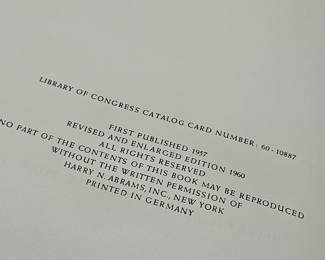 LIBRARY OF CONGRESS CATALOG CARD NUMBER: 60-10887
FIRST PUBLISHED 1957
REVISED AND ENLARGED EDITION 1960
ALL RIGHTS RESERVED
NO PART OF THE CONTENTS OF THIS BOOK MAY BE REPRODUCED
WITHOUT THE WRITTEN PERMISSION OF
HARRY N. ABRAMS, INC., NEW YORK
PRINTED IN GERMANY